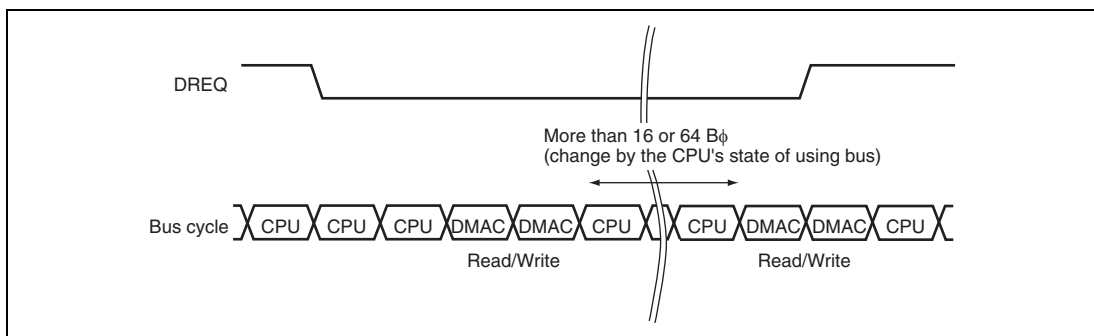 DREQ
More than 16 or 64 Bϕ
(change by the CPU's state of using bus)
Bus cycle CPU CPU CPU DMAC DMAC CPU CPU DMAC DMAC CPU
Read/Write Read/Write